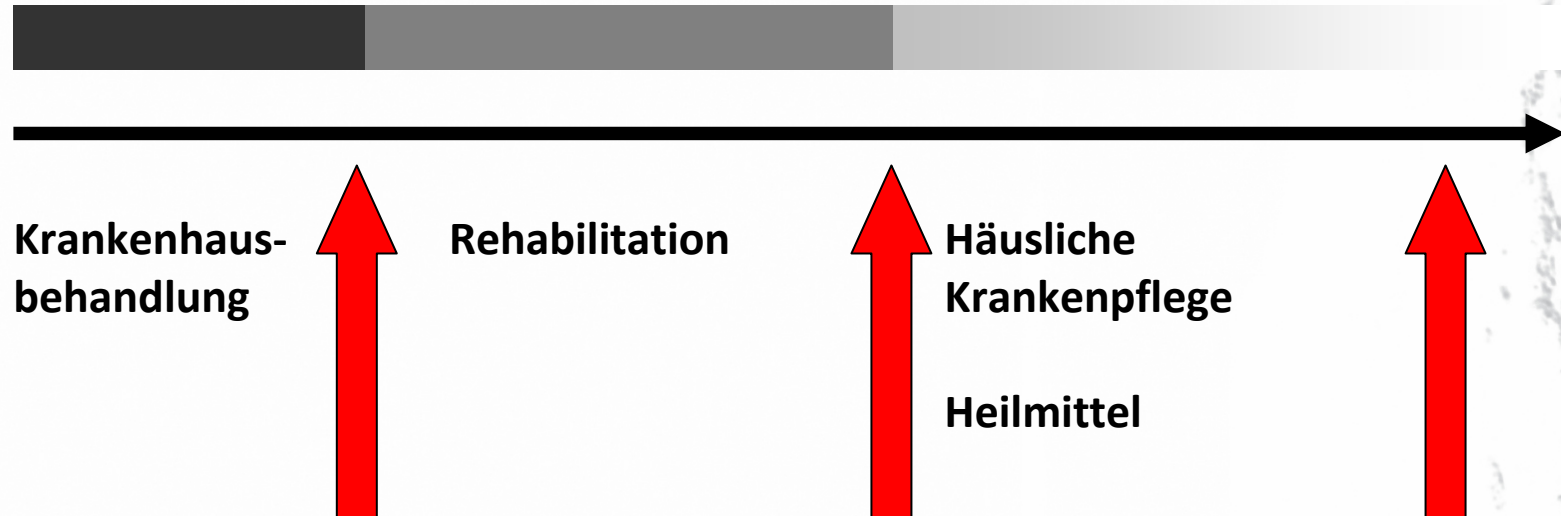 Krankenhaus-
behandlung
Rehabilitation
Häusliche
Krankenpflege
Heilmittel